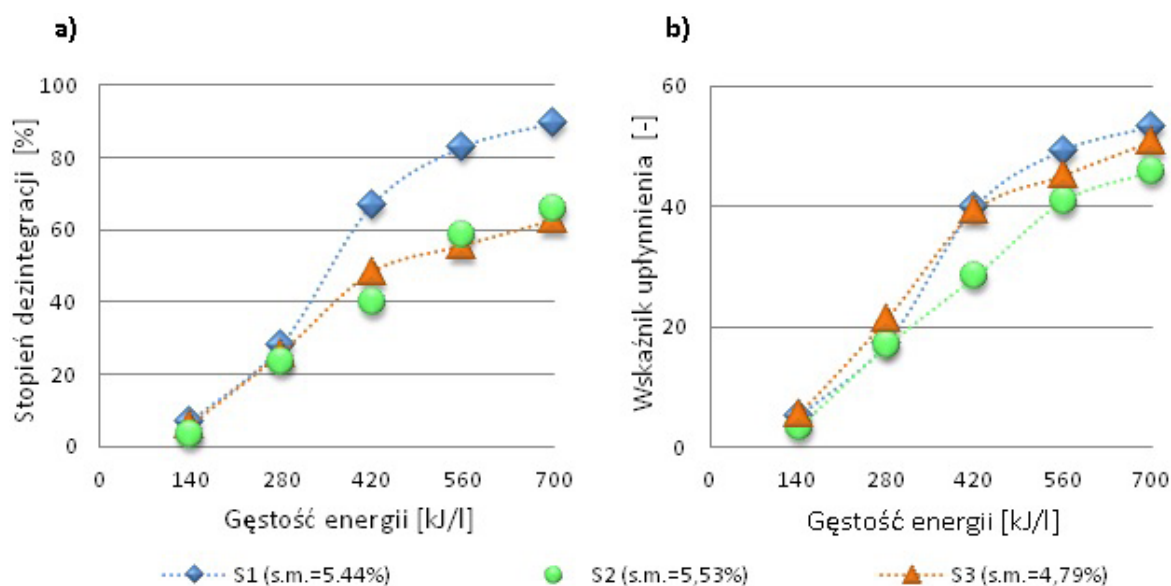 a)
Stopień dezintegracji [%]
100
80
60
40
20
0
0 140 280 420 560 700
Gęstość energii [kJ/l]
b)
Wskaźnik upłynnienia [-]
60
40
20
0
0 140 280 420 560 700
Gęstość energii [kJ/l]
S1 (s.m.=5.44%) S2 (s.m.=5,53%) S3 (s.m.=4,79%)